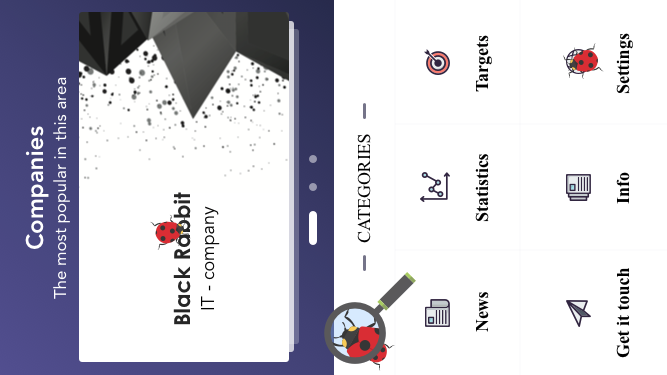 Companies
The most popular in this area
Black Rabbit
IT - company
CATEGORIES
News
Statistics
Targets
Get it touch
Info
Settings